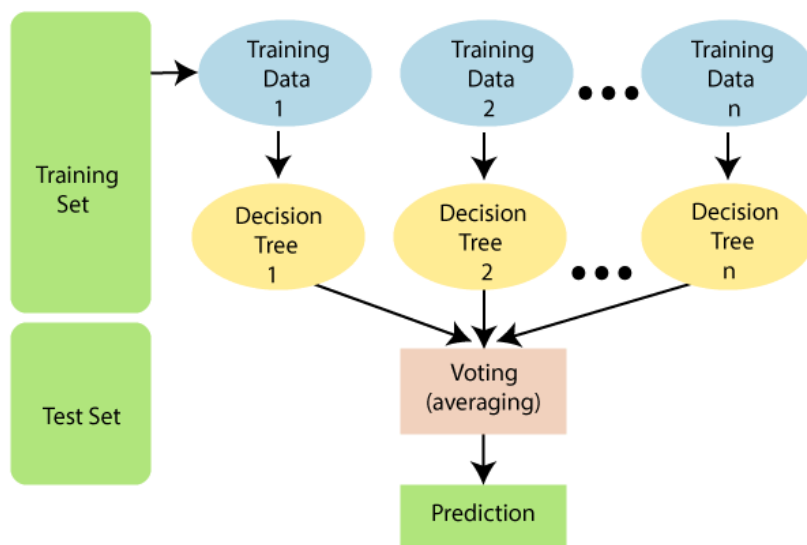 Training
Set
Training
Data
1
Training
Data
2
Training
Data
n
Decision
Tree
1
Decision
Tree
2
Decision
Tree
n
Test Set
Voting
(averaging)
Prediction